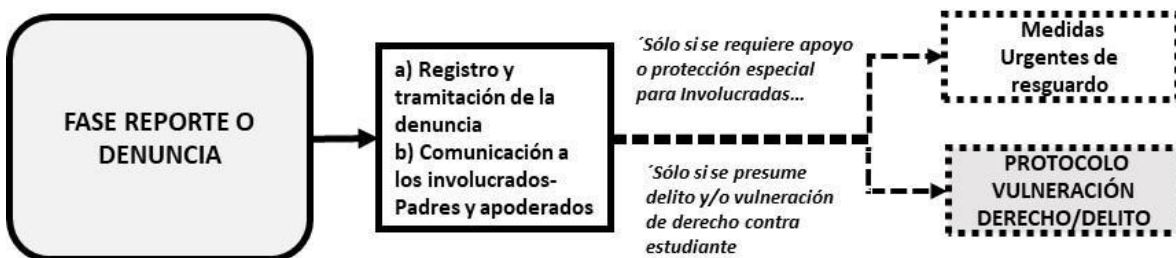 FASE REPORTE O
DENUNCIA
a) Registro y
tramitación de la
denuncia
b) Comunicación a
los involucrados-
Padres y apoderados
´Sólo si se requiere apoyo
o protección especial
para Involucradas...
´Sólo si se presume
delito y/o vulneración
de derecho contra
estudiante
Medidas
Urgentes de
resguardo
PROTOCOLO
VULNERACIÓN
DERECHO/DELITO